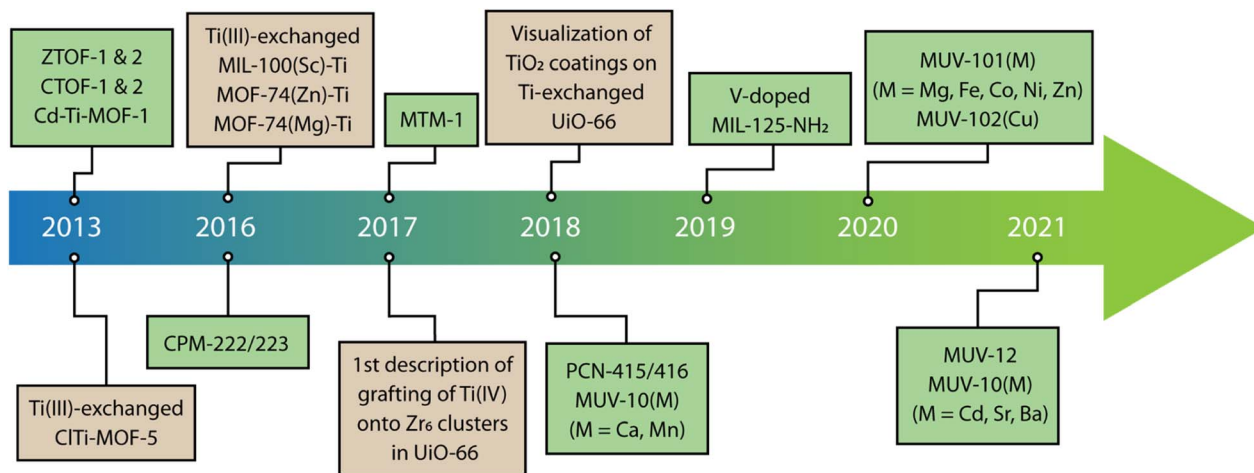 ZTOF-1 & 2
CTOF-1 & 2
Cd-Ti-MOF-1
Ti(III)-exchanged
MIL-100(Sc)-Ti
MOF-74(Zn)-Ti
MOF-74(Mg)-Ti
MTM-1
Visualization of
TiO₂ coatings on
Ti-exchanged
UiO-66
V-doped
MIL-125-NH₂
MUV-101(M)
(M = Mg, Fe, Co, Ni, Zn)
MUV-102(Cu)
2013 2016 2017 2018 2019 2020 2021
Ti(III)-exchanged
ClTi-MOF-5
CPM-222/223
1st description of
grafting of Ti(IV)
onto Zr₆ clusters
in UiO-66
PCN-415/416
MUV-10(M)
(M = Ca, Mn)
MUV-12
MUV-10(M)
(M = Cd, Sr, Ba)